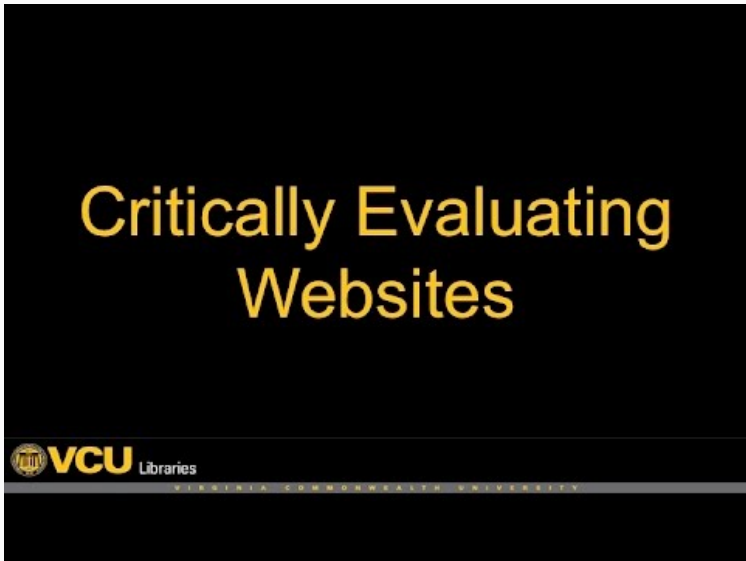 Critically Evaluating
Websites
VCU Libraries
VIRGINIA COMMONWEALTH UNIVERSITY